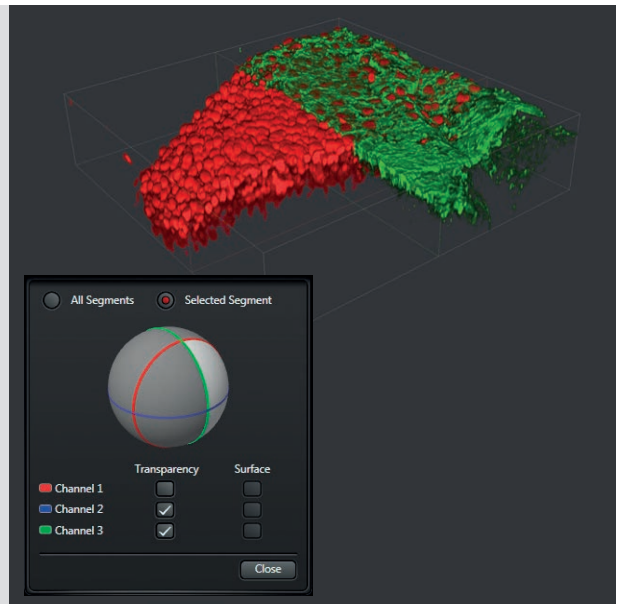 All Segments Selected Segment
Transparency Surface
Channel 1
Channel 2
Channel 3
Close